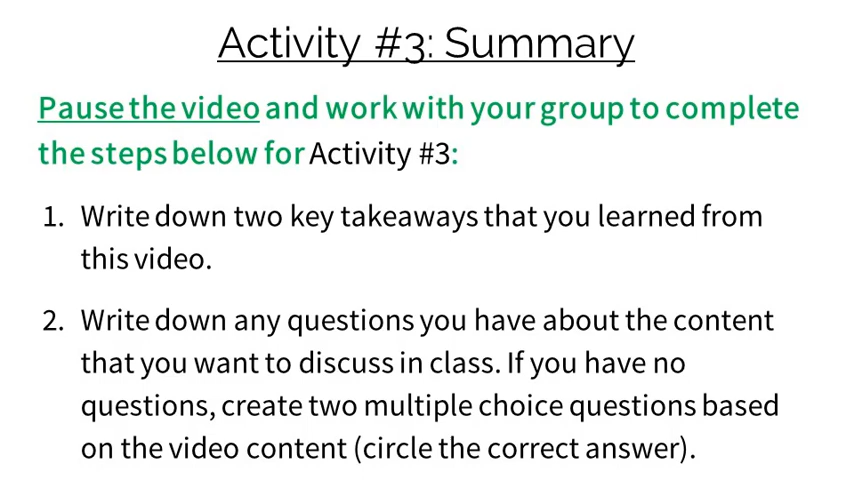 Activity #3: Summary
Pause the video and work with your group to complete
the steps below for Activity #3:
1. Write down two key takeaways that you learned from
this video.
2. Write down any questions you have about the content
that you want to discuss in class. If you have no
questions, create two multiple choice questions based
on the video content (circle the correct answer).